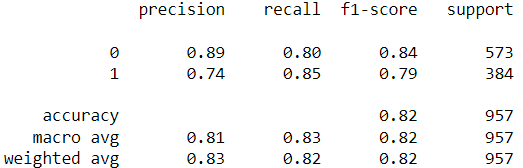 precision recall f1-score support
0 0.89 0.80 0.84 573
1 0.74 0.85 0.79 384
accuracy 0.82 957
macro avg 0.81 0.83 0.82 957
weighted avg 0.83 0.82 0.82 957